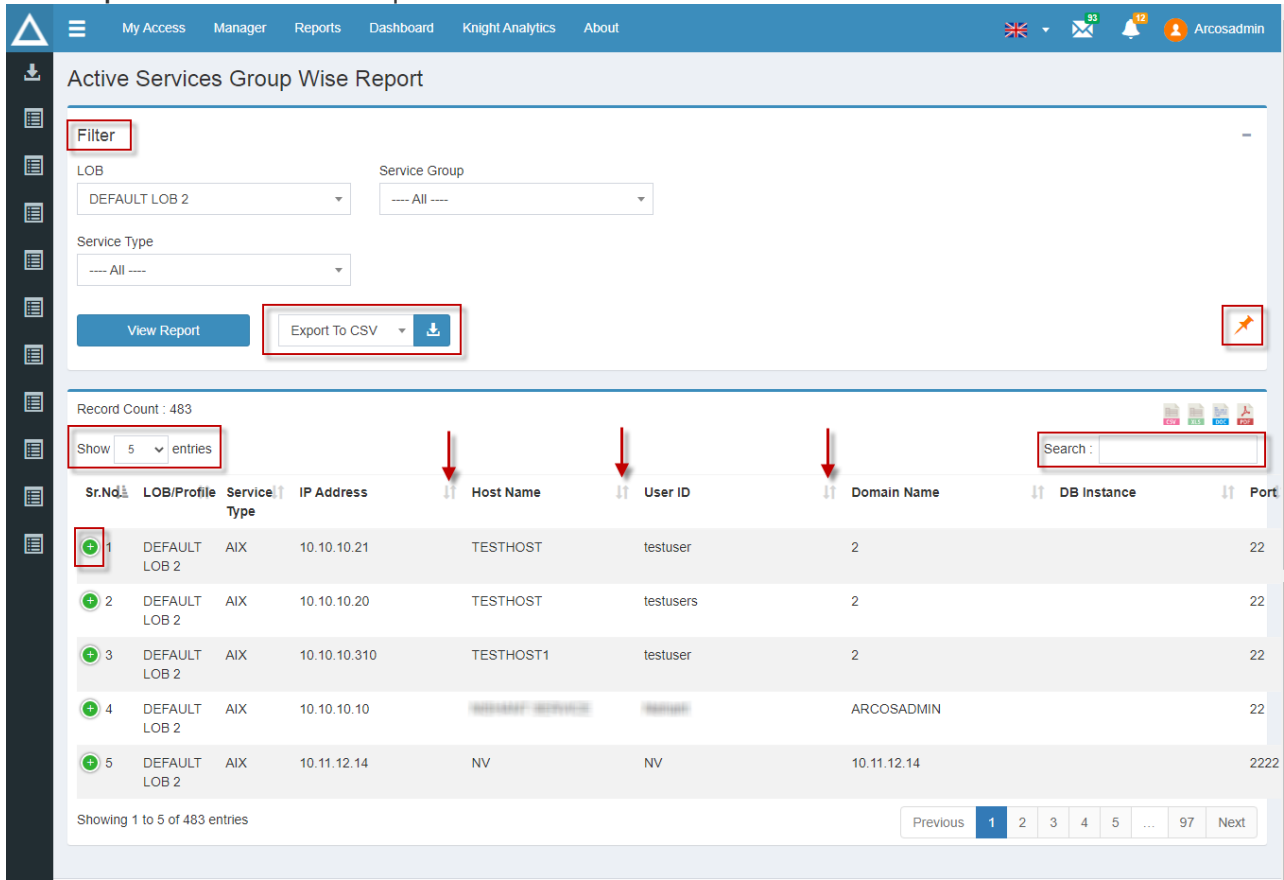 My Access Manager Reports Dashboard Knight Analytics About 93 12 Arcosadmin
Active Services Group Wise Report
Filter
LOB Service Group
DEFAULT LOB 2 ---- All ----
Service Type
---- All ----
View Report Export To CSV
Record Count : 483
CSV XLS DOC PDF
Show 5 entries Search :
Sr.No LOB/Profile Service IP Address Host Name User ID Domain Name DB Instance Port
Type
1 DEFAULT AIX 10.10.10.21 TESTHOST testuser 2 22
LOB 2
2 DEFAULT AIX 10.10.10.20 TESTHOST testusers 2 22
LOB 2
3 DEFAULT AIX 10.10.10.310 TESTHOST1 testuser 2 22
LOB 2
4 DEFAULT AIX 10.10.10.10 ARCOSADMIN 22
LOB 2
5 DEFAULT AIX 10.11.12.14 NV NV 10.11.12.14 2222
LOB 2
Showing 1 to 5 of 483 entries Previous 1 2 3 4 5 ... 97 Next